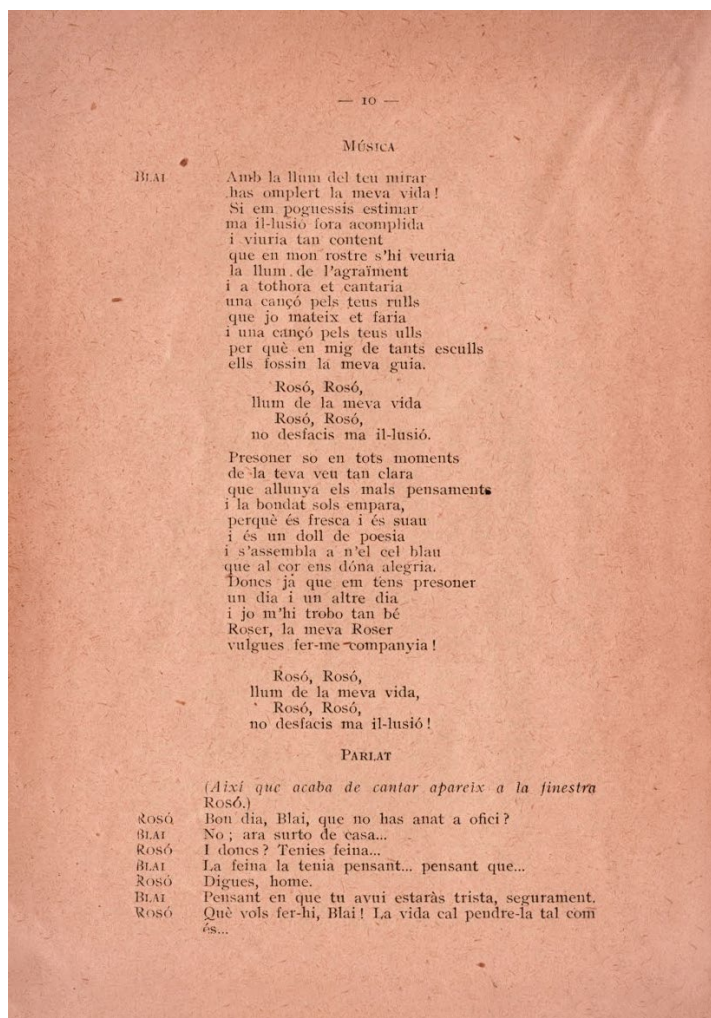 — 10 —
MÚSICA
BLAI Amb la llum del teu mirar
has omplert la meva vida!
Si em poguessis estimar
ma il-lusió fora acomplida
i viuria tan content
que en mon rostre s'hi veuria
la llum de l'agraïment
i a tothora et cantaria
una cançó pels teus rulls
que jo mateix et faria
i una cançó pels teus ulls
per què en mig de tants esculls
ells fossin la meva guia.
Rosó, Rosó,
llum de la meva vida
Rosó, Rosó,
no desfacis ma il-lusió.
Presoner so en tots moments
de la teva veu tan clara
que allunya els mals pensaments
i la bondat sols empara,
perquè és fresca i és suau
i és un doll de poesia
i s'assembla a n'el cel blau
que al cor ens dóna alegria.
Doncs ja que em tens presoner
un dia i un altre dia
i jo m'hi trobo tan bé
Roser, la meva Roser
vulgues fer-me companyia!
Rosó, Rosó,
llum de la meva vida,
Rosó, Rosó,
no desfacis ma il-lusió!
PARLAT
(Així que acaba de cantar apareix a la finestra
Rosó.)
ROSÓ Bon dia, Blai, que no has anat a ofici?
BLAI No; ara surto de casa...
ROSÓ I doncs? Tenies feina...
BLAI La feina la tenia pensant... pensant que...
ROSÓ Digues, home.
BLAI Pensant en que tu avui estaràs trista, segurament.
ROSÓ Què vols fer-hi, Blai! La vida cal pendre-la tal com
és...